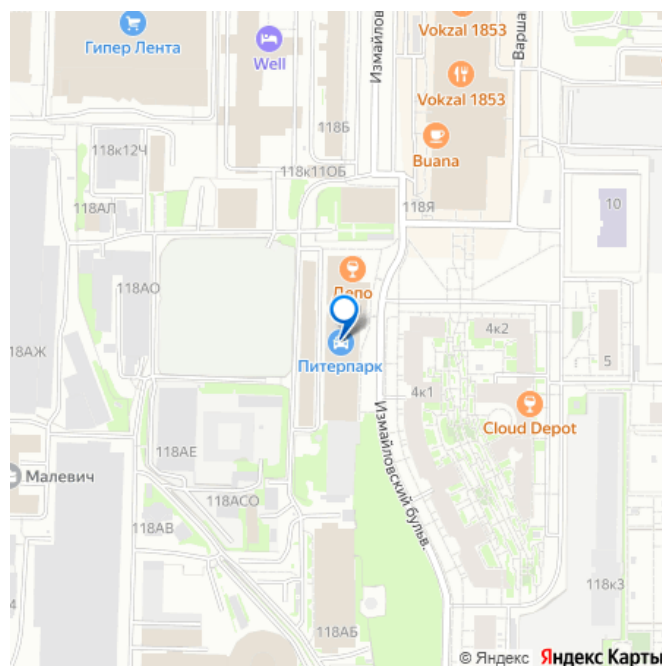 Гипер Лента
Well
Измайлов
Vokzal 1853
Варша
Vokzal 1853
Buana
118Б
118к12Ч
118к11ОБ
118АЛ
118Я
10
118АО
Депо
Питерпарк
18АЖ
4к2
5
4к1
Cloud Depot
Измайловский бульв.
118АЕ
Малевич
118АСО
118АВ
118к3
4
118АБ
© Яндекс Яндекс Карты